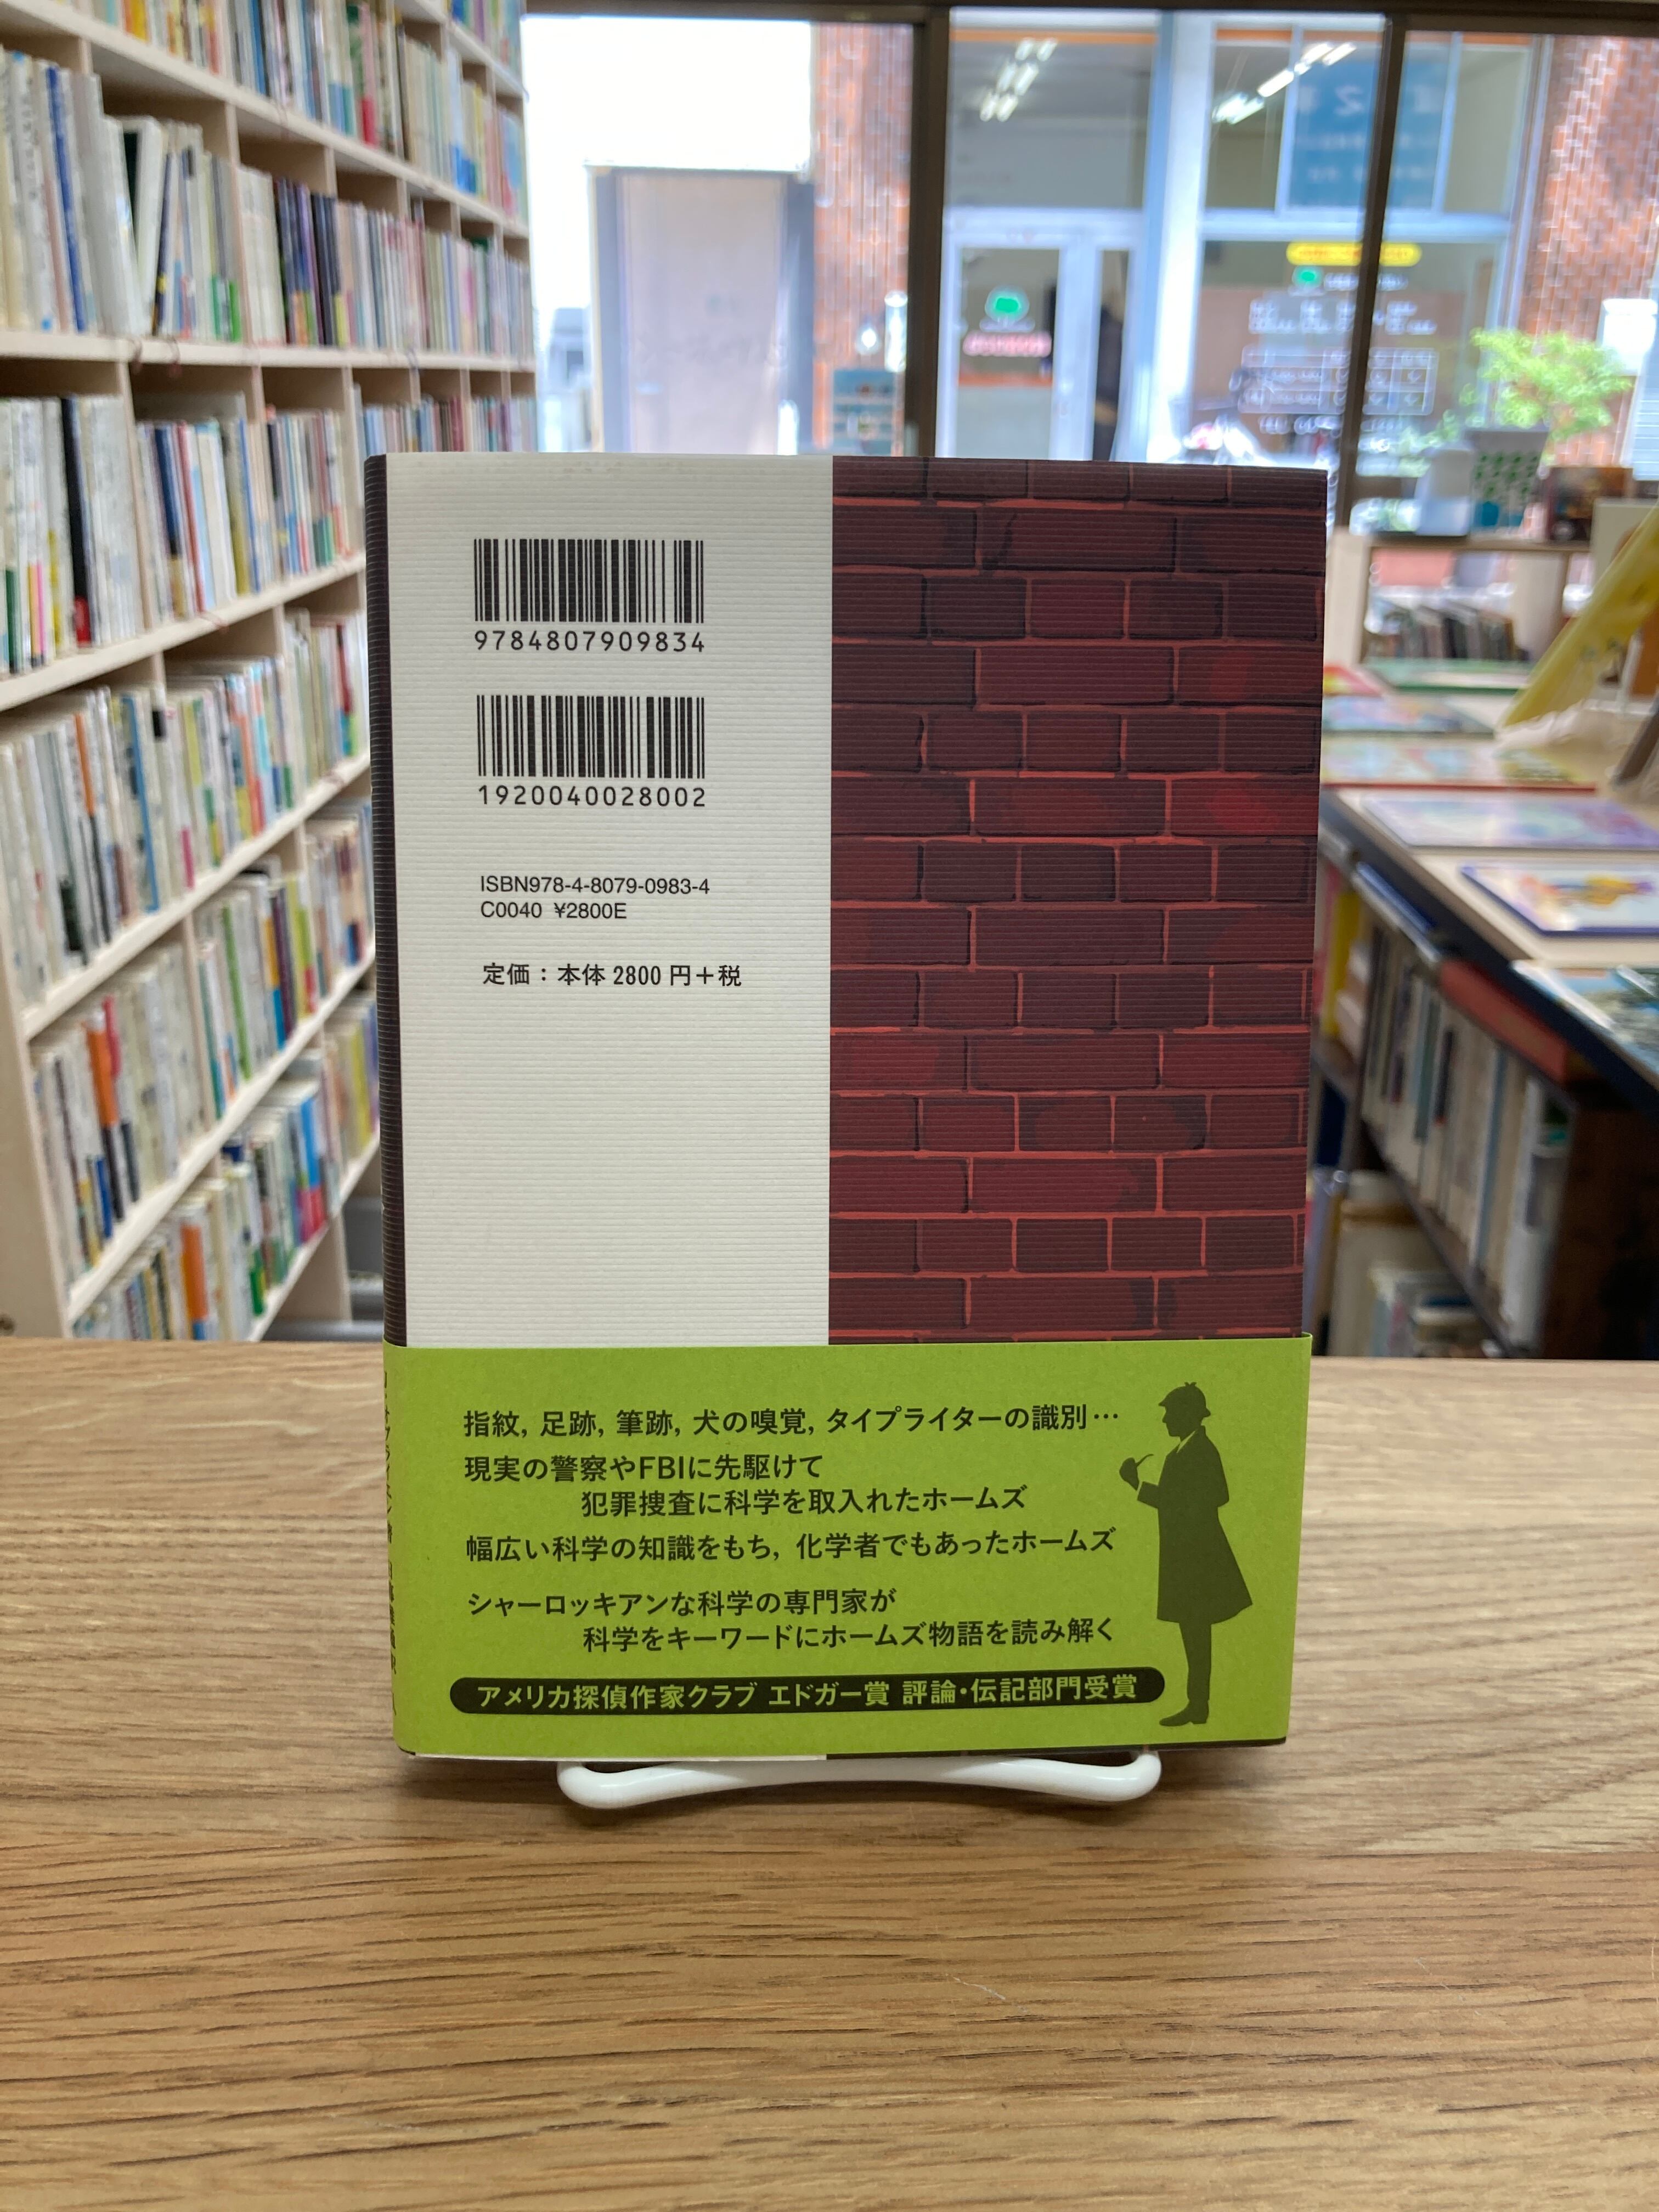 9784807909834
1920040028002
ISBN978-4-8079-0983-4
C0040 ¥2800E
定価：本体 2800 円＋税
指紋, 足跡, 筆跡, 犬の嗅覚, タイプライターの識別…
現実の警察やFBIに先駆けて
犯罪捜査に科学を取入れたホームズ
幅広い科学の知識をもち, 化学者でもあったホームズ
シャーロッキアンな科学の専門家が
科学をキーワードにホームズ物語を読み解く
アメリカ探偵作家クラブ エドガー賞 評論・伝記部門受賞